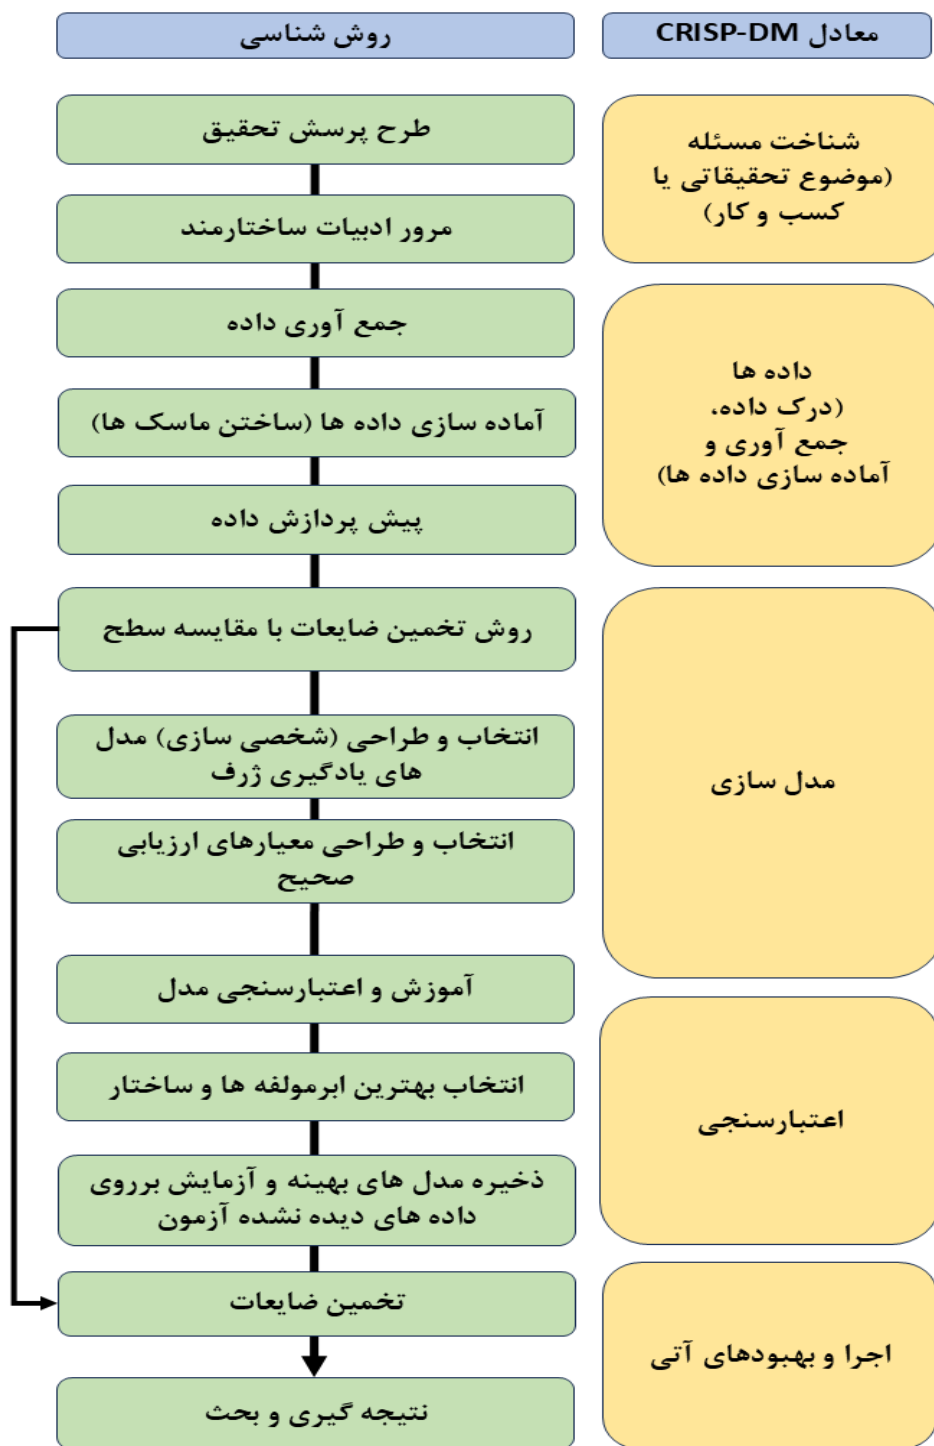 روش شناسی
معادل CRISP-DM
طرح پرسش تحقیق
مرور ادبیات ساختارمند
شناخت مسئله
(موضوع تحقیقاتی یا
کسب و کار)
جمع آوری داده
آماده سازی داده ها (ساختن ماسک ها)
پیش پردازش داده
داده ها
(درک داده،
جمع آوری و
آماده سازی داده ها)
روش تخمین ضایعات با مقایسه سطح
انتخاب و طراحی (شخصی سازی) مدل
های یادگیری ژرف
انتخاب و طراحی معیارهای ارزیابی
صحیح
مدل سازی
آموزش و اعتبارسنجی مدل
انتخاب بهترین ابرمولفه ها و ساختار
ذخیره مدل های بهینه و آزمایش برروی
داده های دیده نشده آزمون
اعتبارسنجی
تخمین ضایعات
نتیجه گیری و بحث
اجرا و بهبودهای آتی